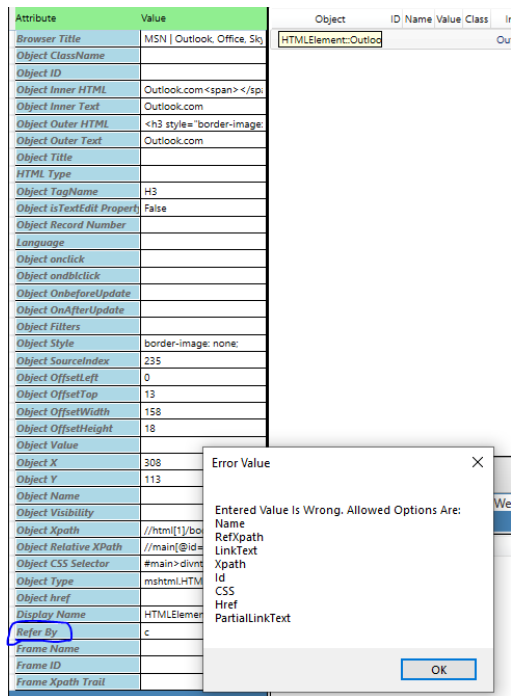 Attribute Value
Object ID Name Value Class
Browser Title MSN | Outlook, Office, Sky
HTMLElement::Outloo Ou
Object ClassName
Object ID
Object Inner HTML Outlook.com<span></spa
Object Inner Text Outlook.com
Object Outer HTML <h3 style="border-image:
Object Outer Text Outlook.com
Object Title
HTML Type
Object TagName H3
Object isTextEdit Property False
Object Record Number
Language
Object onclick
Object ondblclick
Object OnbeforeUpdate
Object OnAfterUpdate
Object Filters
Object Style border-image: none;
Object SourceIndex 235
Object OffsetLeft 0
Object OffsetTop 13
Object OffsetWidth 158
Object OffsetHeight 18
Object Value
Object X 308
Object Y 113
Object Name
Object Visibility
Object Xpath //html[1]/bo
Object Relative XPath //main[@id=
Object CSS Selector #main>divnt
Object Type mshtml.HTM
Object href
Display Name HTMLElemen
Refer By c
Frame Name
Frame ID
Frame Xpath Trail
Error Value
Entered Value Is Wrong. Allowed Options Are:
Name
RefXpath
LinkText
Xpath
Id
CSS
Href
PartialLinkText
OK
We